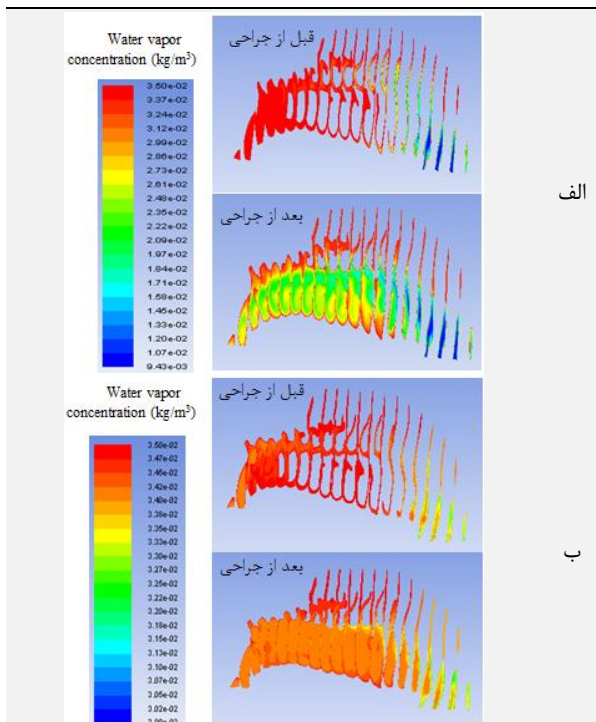 Water vapor
concentration (kg/m³)
3.50e-02
3.37e-02
3.24e-02
3.12e-02
2.99e-02
2.86e-02
2.73e-02
2.61e-02
2.48e-02
2.35e-02
2.22e-02
2.09e-02
1.97e-02
1.84e-02
1.71e-02
1.58e-02
1.45e-02
1.33e-02
1.20e-02
1.07e-02
9.43e-03
قبل از جراحی
بعد از جراحی
الف
Water vapor
concentration (kg/m³)
3.50e-02
3.47e-02
3.45e-02
3.42e-02
3.40e-02
3.38e-02
3.35e-02
3.33e-02
3.30e-02
3.27e-02
3.25e-02
3.22e-02
3.20e-02
3.18e-02
3.15e-02
3.13e-02
3.10e-02
3.07e-02
3.05e-02
3.02e-02
3.00e-02
قبل از جراحی
بعد از جراحی
ب